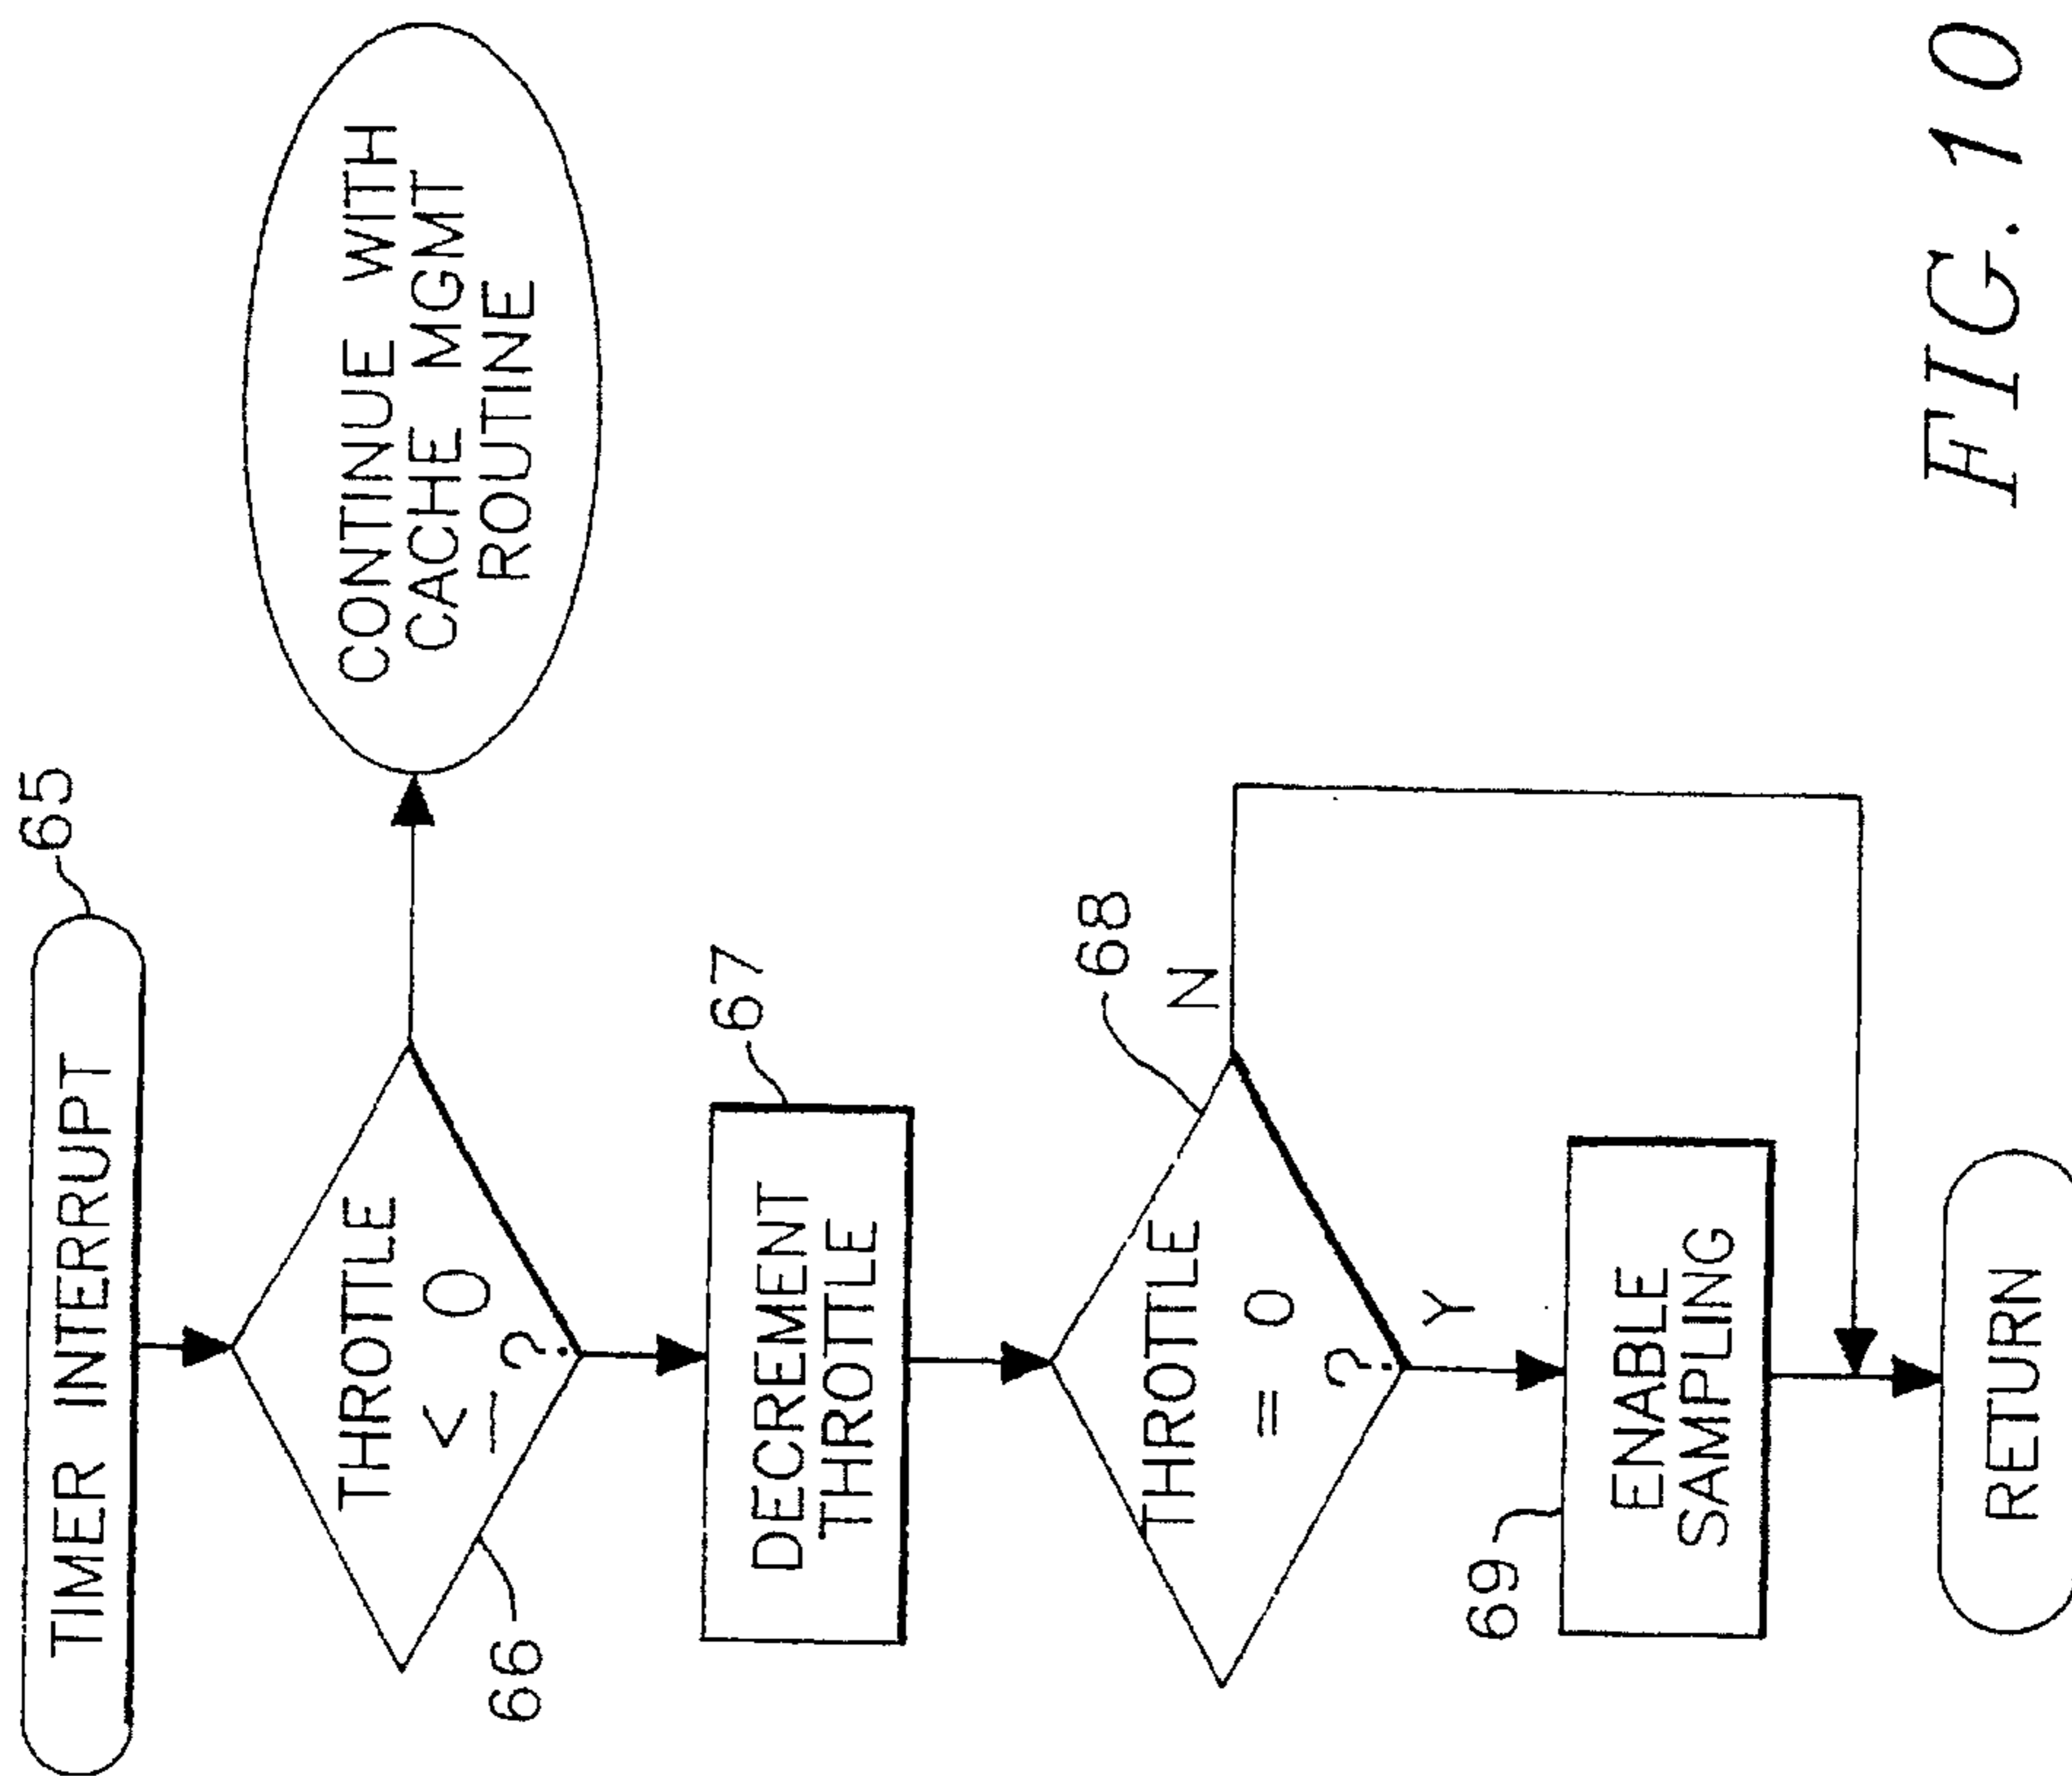 TIMER INTERRUPT
65
THROTTLE
<
— 0
?
66
CONTINUE WITH
CACHE MGMT
ROUTINE
DECREMENT
THROTTLE
67
THROTTLE
= 0
?
68
N
Y
ENABLE
SAMPLING
69
RETURN
FIG. 10